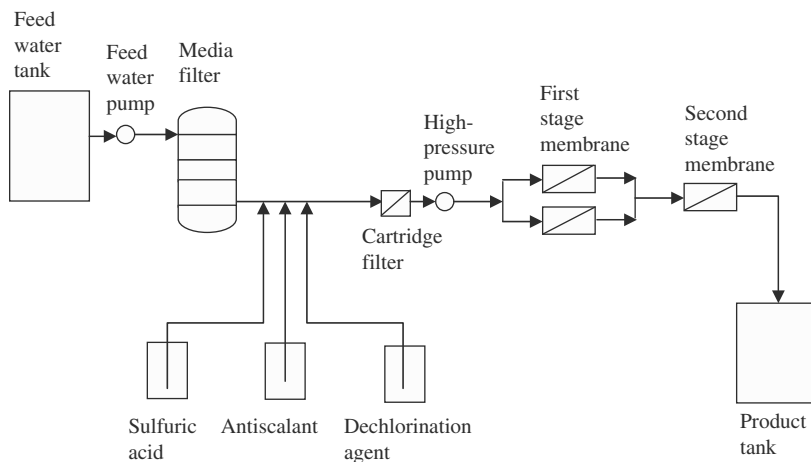 Feed
water
tank
Feed
water
pump
Media
filter
High-
pressure
pump
First
stage
membrane
Second
stage
membrane
Cartridge
filter
Sulfuric
acid
Antiscalant
Dechlorination
agent
Product
tank